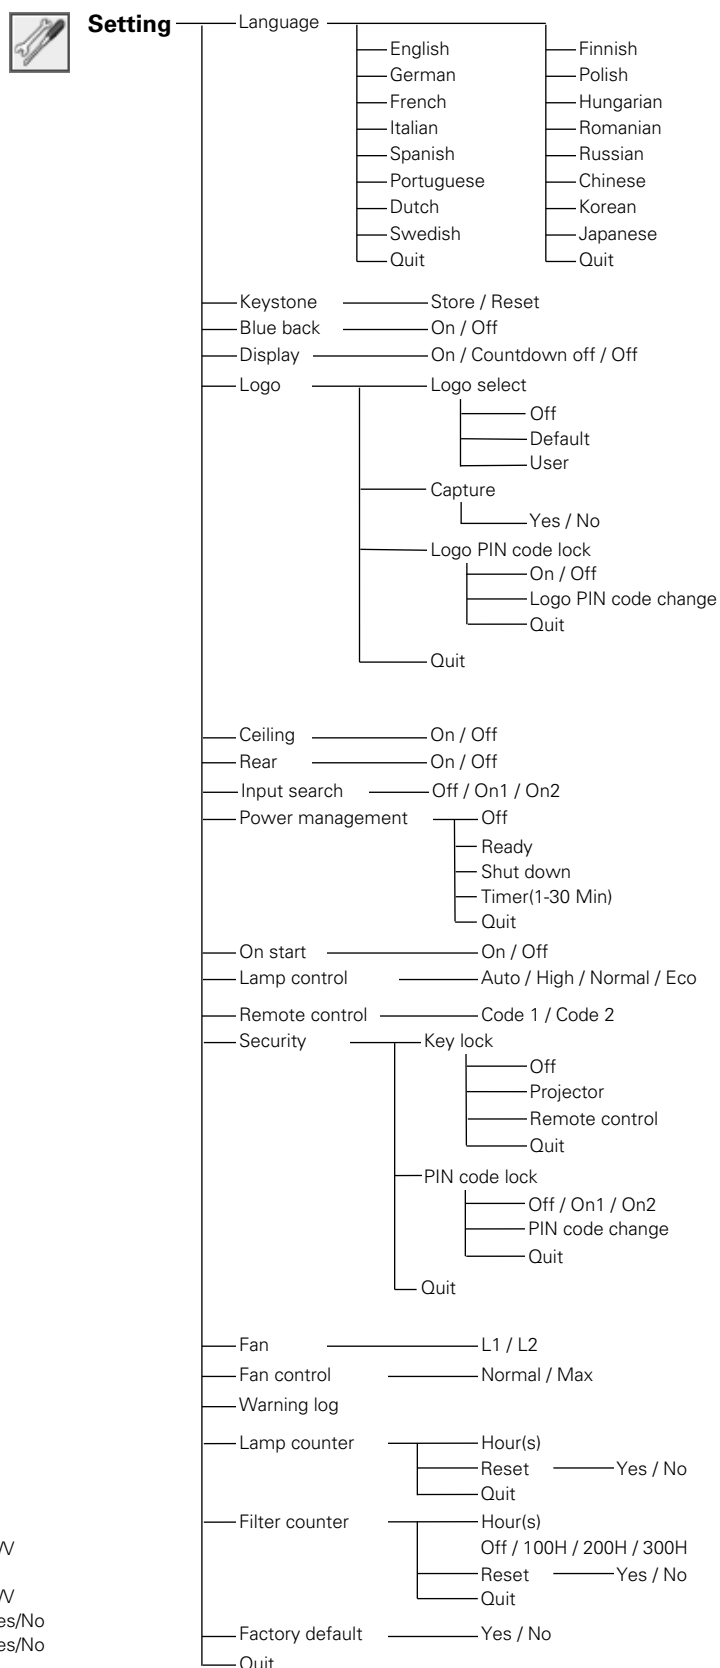 Setting Language
English Finnish
German Polish
French Hungarian
Italian Romanian
Spanish Russian
Portuguese Chinese
Dutch Korean
Swedish Japanese
Quit Quit
Keystone Store / Reset
Blue back On / Off
Display On / Countdown off / Off
Logo Logo select
Off
Default
User
Capture
Yes / No
Logo PIN code lock
On / Off
Logo PIN code change
Quit
Quit
Ceiling On / Off
Rear On / Off
Input search Off / On1 / On2
Power management Off
Ready
Shut down
Timer(1-30 Min)
Quit
On start On / Off
Lamp control Auto / High / Normal / Eco
Remote control Code 1 / Code 2
Security Key lock
Off
Projector
Remote control
Quit
PIN code lock
Off / On1 / On2
PIN code change
Quit
Quit
Fan L1 / L2
Fan control Normal / Max
Warning log
Lamp counter Hour(s)
Reset Yes / No
Quit
Filter counter Hour(s)
Off / 100H / 200H / 300H
Reset Yes / No
Quit
es/No
es/No
Factory default Yes / No
Quit